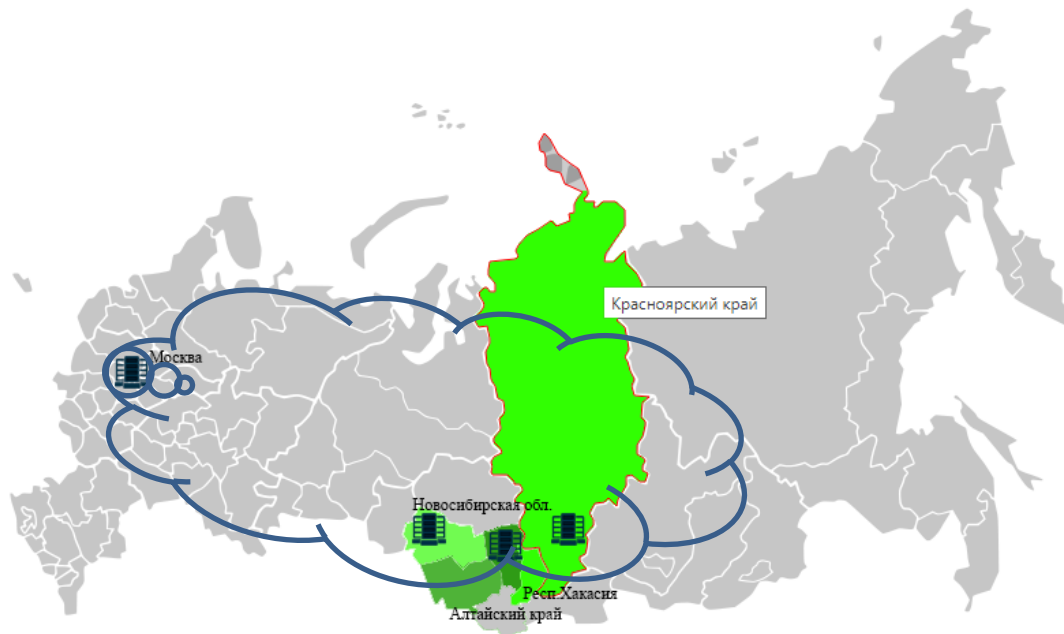 Красноярский край
Москва
Новосибирская обл.
Респ.Хакасия
Алтайский край